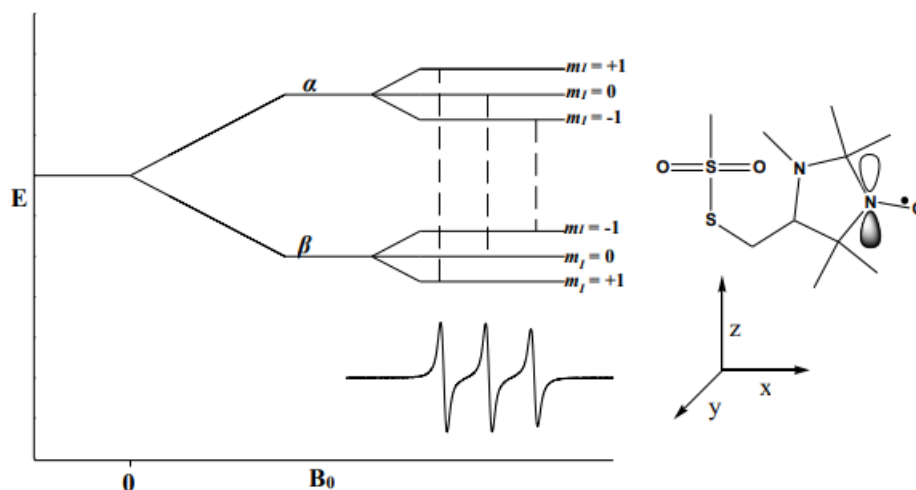 E
0
B₀
α
β
mI = +1
mI = 0
mI = -1
mI = -1
mI = 0
mI = +1
O S O
S
N
N
z
x
y